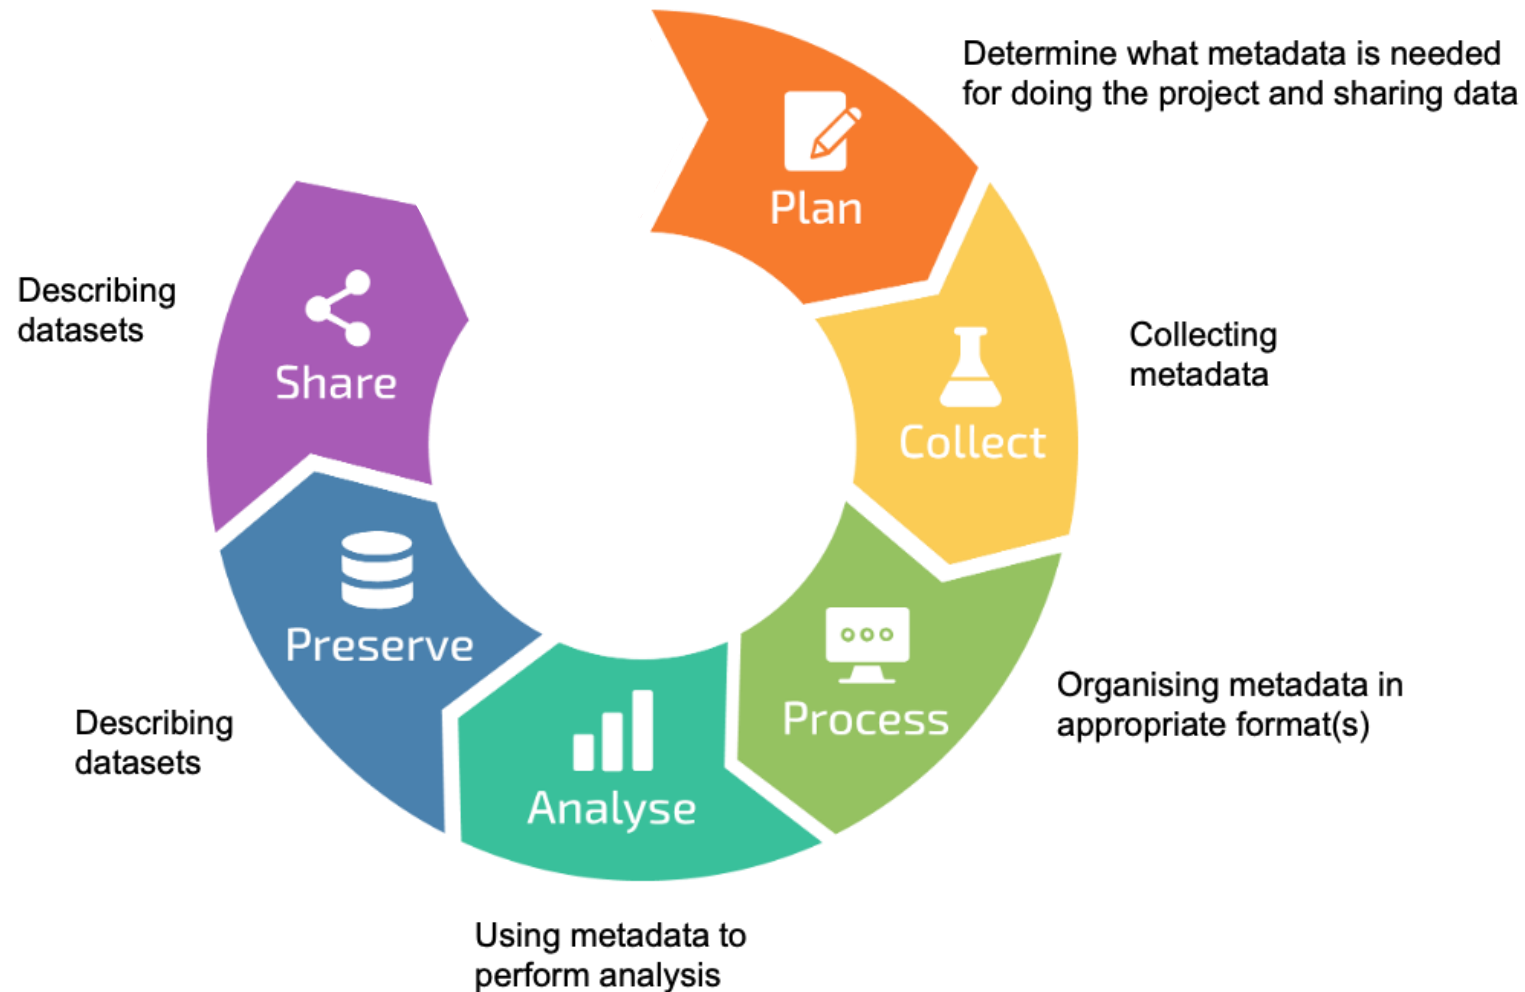 Plan
Determine what metadata is needed
for doing the project and sharing data
Collect
Collecting
metadata
Process
Organising metadata in
appropriate format(s)
Analyse
Using metadata to
perform analysis
Preserve
Describing
datasets
Share
Describing
datasets